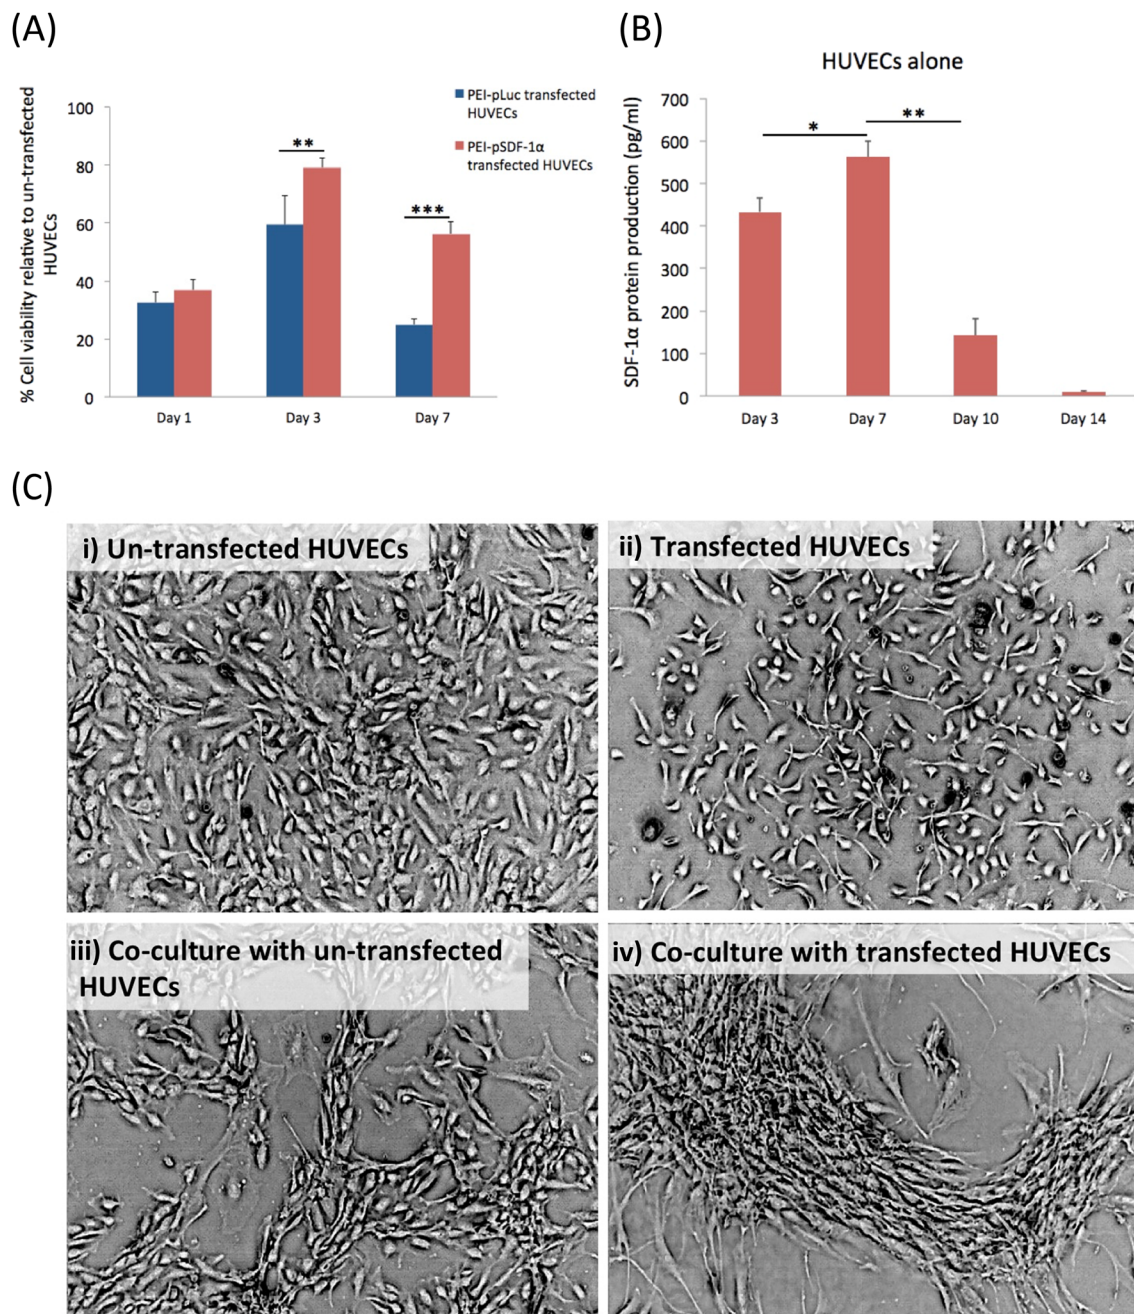 (A)
% Cell viability relative to un-transfected
HUVECs
100
80
60
40
20
0
**
***
Day 1
Day 3
Day 7
PEI-pLuc transfected
HUVECs
PEI-pSDF-1α
transfected HUVECs
(B)
HUVECs alone
SDF-1α protein production (pg/ml)
700
600
500
400
300
200
100
0
*
**
Day 3
Day 7
Day 10
Day 14
(C)
i) Un-transfected HUVECs
ii) Transfected HUVECs
iii) Co-culture with un-transfected
HUVECs
iv) Co-culture with transfected HUVECs